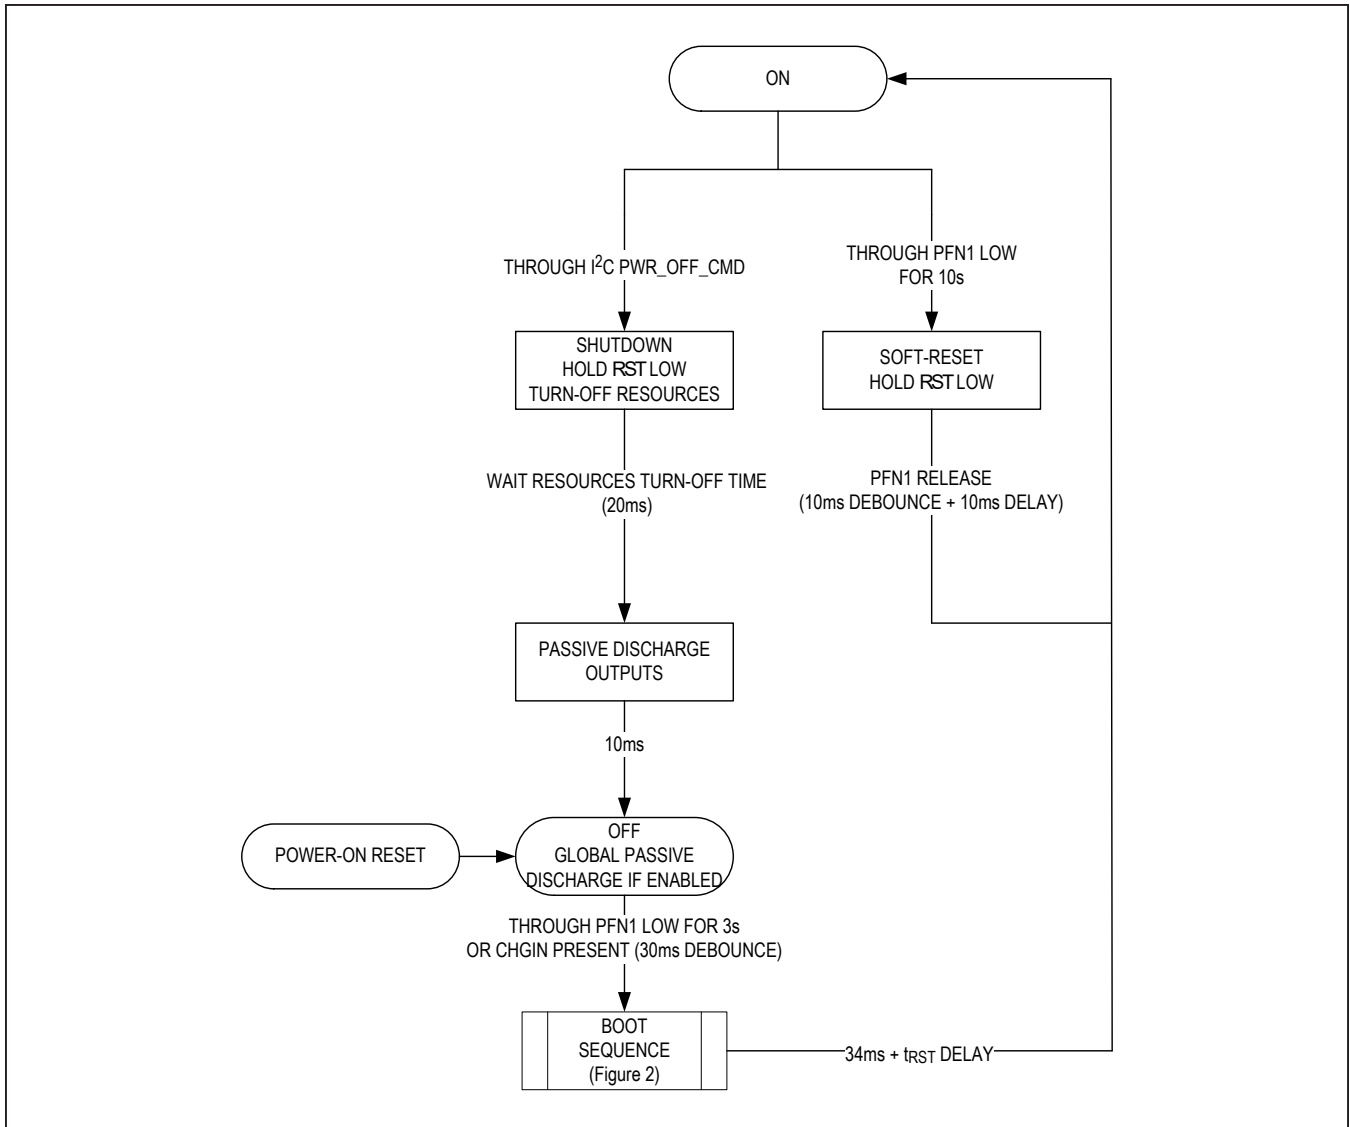 ON
THROUGH I²C PWR_OFF_CMD
THROUGH PFN1 LOW
FOR 10s
SHUTDOWN
HOLD RST LOW
TURN-OFF RESOURCES
SOFT-RESET
HOLD RST LOW
WAIT RESOURCES TURN-OFF TIME
(20ms)
PFN1 RELEASE
(10ms DEBOUNCE + 10ms DELAY)
PASSIVE DISCHARGE
OUTPUTS
10ms
POWER-ON RESET
OFF
GLOBAL PASSIVE
DISCHARGE IF ENABLED
THROUGH PFN1 LOW FOR 3s
OR CHGIN PRESENT (30ms DEBOUNCE)
BOOT
SEQUENCE
(Figure 2)
34ms + tRST DELAY